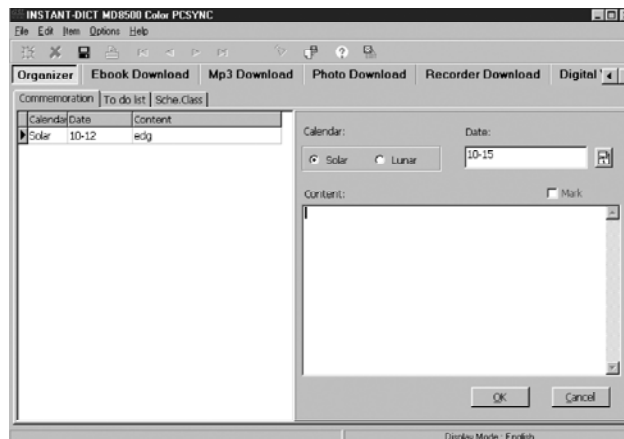 INSTANT-DICT MD8500 Color PCSYNC
File Edit Item Options Help
Organizer Ebook Download Mp3 Download Photo Download Recorder Download Digital
Commemoration To do list Sche.Class
Calendar Date Content
Solar 10-12 edg
Calendar: Date:
Solar Lunar 10-15
Content: Mark
OK Cancel
Display Mode : English